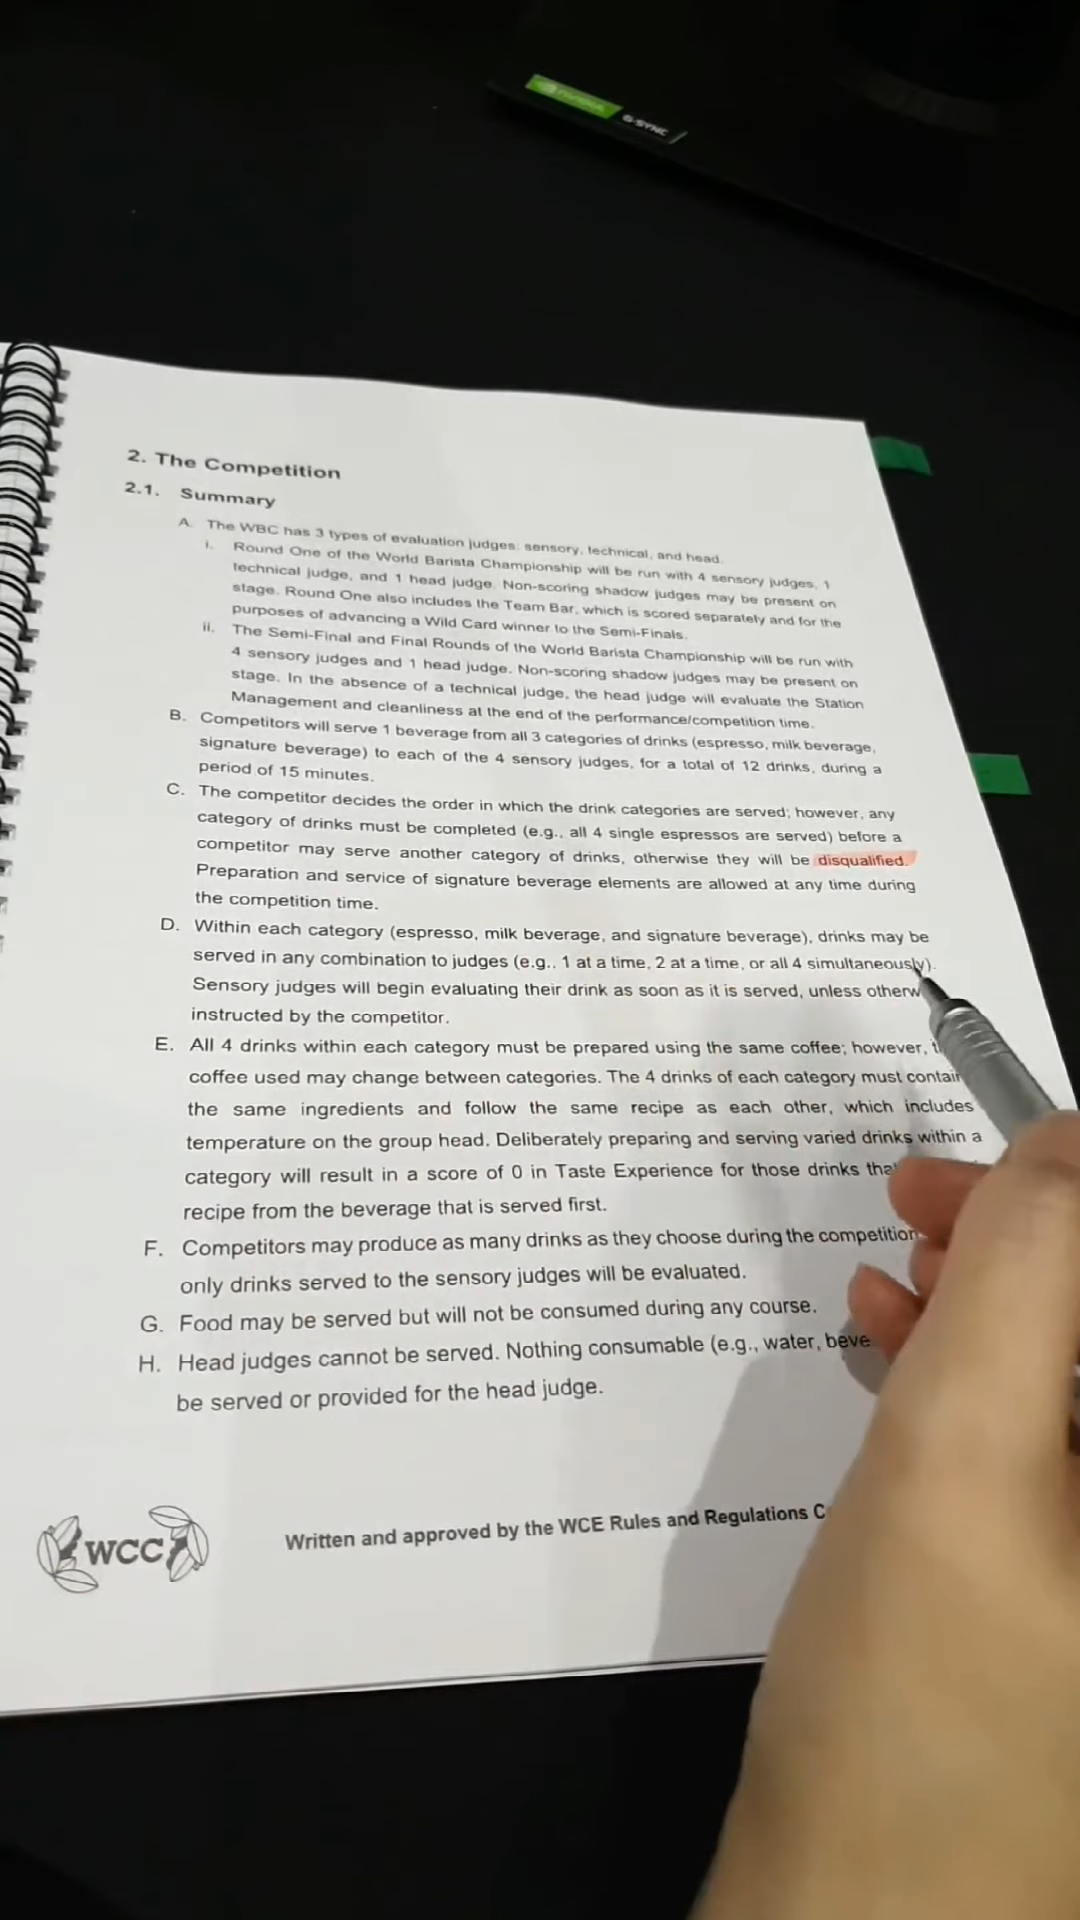 NVIDIA
G-SYNC
2. The Competition
2.1. Summary
A. The WBC has 3 types of evaluation judges: sensory, technical, and head.
i. Round One of the World Barista Championship will be run with 4 sensory judges, 1
technical judge, and 1 head judge. Non-scoring shadow judges may be present on
stage. Round One also includes the Team Bar, which is scored separately and for the
purposes of advancing a Wild Card winner to the Semi-Finals.
ii. The Semi-Final and Final Rounds of the World Barista Championship will be run with
4 sensory judges and 1 head judge. Non-scoring shadow judges may be present on
stage. In the absence of a technical judge, the head judge will evaluate the Station
Management and cleanliness at the end of the performance/competition time.
B. Competitors will serve 1 beverage from all 3 categories of drinks (espresso, milk beverage,
signature beverage) to each of the 4 sensory judges, for a total of 12 drinks, during a
period of 15 minutes.
C. The competitor decides the order in which the drink categories are served; however, any
category of drinks must be completed (e.g., all 4 single espressos are served) before a
competitor may serve another category of drinks, otherwise they will be disqualified.
Preparation and service of signature beverage elements are allowed at any time during
the competition time.
D. Within each category (espresso, milk beverage, and signature beverage), drinks may be
served in any combination to judges (e.g., 1 at a time, 2 at a time, or all 4 simultaneously).
Sensory judges will begin evaluating their drink as soon as it is served, unless otherw
instructed by the competitor.
E. All 4 drinks within each category must be prepared using the same coffee; however, t
coffee used may change between categories. The 4 drinks of each category must contain
the same ingredients and follow the same recipe as each other, which includes
temperature on the group head. Deliberately preparing and serving varied drinks within a
category will result in a score of 0 in Taste Experience for those drinks tha
recipe from the beverage that is served first.
F. Competitors may produce as many drinks as they choose during the competition
only drinks served to the sensory judges will be evaluated.
G. Food may be served but will not be consumed during any course.
H. Head judges cannot be served. Nothing consumable (e.g., water, beve
be served or provided for the head judge.
WCC
Written and approved by the WCE Rules and Regulations C